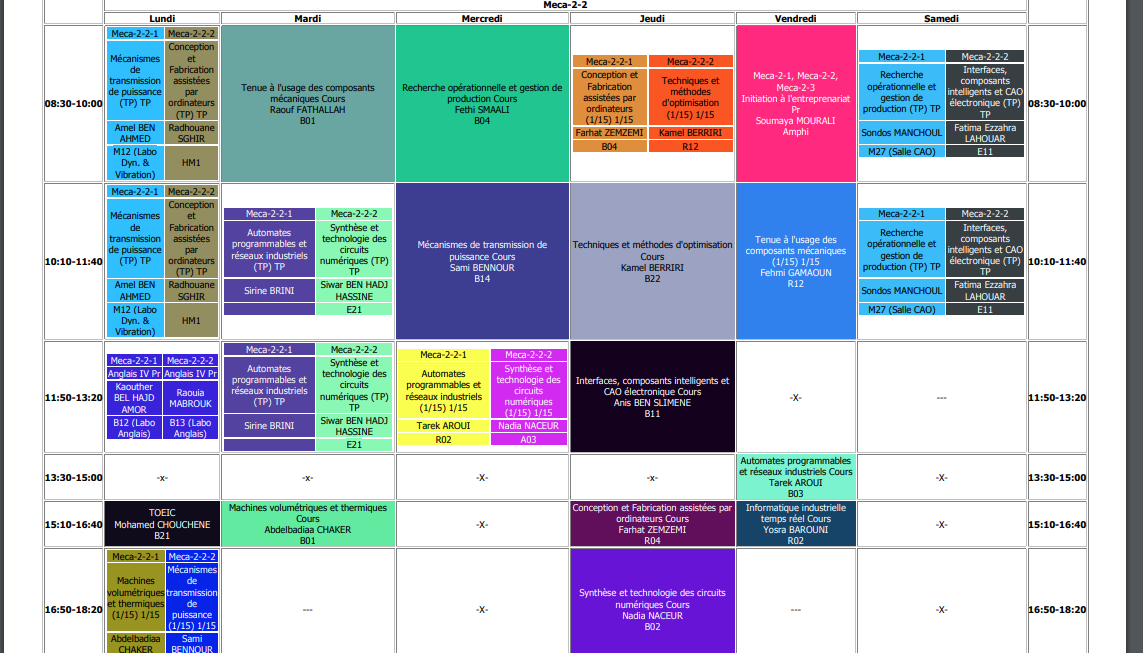 Meca-2-2
Lundi Mardi Mercredi Jeudi Vendredi Samedi
08:30-10:00
Meca-2-2-1
Mécanismes
de
transmission
de puissance
(TP) TP
Amel BEN
AHMED
M12 (Labo
Dyn. &
Vibration)
Meca-2-2-2
Conception
et
Fabrication
assistées
par
ordinateurs
(TP) TP
Radhouane
SGHIR
HM1
Tenue à l'usage des composants
mécaniques Cours
Raouf FATHALLAH
B01
Recherche opérationnelle et gestion de
production Cours
Fethi SMAALI
B04
Meca-2-2-1
Conception et
Fabrication
assistées par
ordinateurs
(1/15) 1/15
Farhat ZEMZEMI
B04
Meca-2-2-2
Techniques et
méthodes
d'optimisation
(1/15) 1/15
Kamel BERRIRI
R12
Meca-2-1, Meca-2-2,
Meca-2-3
Initiation à l'entreprenariat
Pr
Soumaya MOURALI
Amphi
Meca-2-2-1
Recherche
opérationnelle et
gestion de
production (TP) TP
Sondos MANCHOUL
M27 (Salle CAO)
Meca-2-2-2
Interfaces,
composants
intelligents et CAO
électronique (TP)
TP
Fatima Ezzahra
LAHOUAR
E11
08:30-10:00
10:10-11:40
Meca-2-2-1
Mécanismes
de
transmission
de puissance
(TP) TP
Amel BEN
AHMED
M12 (Labo
Dyn. &
Vibration)
Meca-2-2-2
Conception
et
Fabrication
assistées
par
ordinateurs
(TP) TP
Radhouane
SGHIR
HM1
Meca-2-2-1
Automates
programmables et
réseaux industriels
(TP) TP
Sirine BRINI
Meca-2-2-2
Synthèse et
technologie des
circuits
numériques (TP)
TP
Siwar BEN HADJ
HASSINE
E21
Mécanismes de transmission de
puissance Cours
Sami BENNOUR
B14
Techniques et méthodes d'optimisation
Cours
Kamel BERRIRI
B22
Tenue à l'usage des
composants mécaniques
(1/15) 1/15
Fehmi GAMAOUN
R12
Meca-2-2-1
Recherche
opérationnelle et
gestion de
production (TP) TP
Sondos MANCHOUL
M27 (Salle CAO)
Meca-2-2-2
Interfaces,
composants
intelligents et CAO
électronique (TP)
TP
Fatima Ezzahra
LAHOUAR
E11
10:10-11:40
11:50-13:20
Meca-2-2-1
Anglais IV Pr
Kaouther
BEL HAJD
AMOR
B12 (Labo
Anglais)
Meca-2-2-2
Anglais IV Pr
Raouia
MABROUK
B13 (Labo
Anglais)
Meca-2-2-1
Automates
programmables et
réseaux industriels
(TP) TP
Sirine BRINI
Meca-2-2-2
Synthèse et
technologie des
circuits
numériques (TP)
TP
Siwar BEN HADJ
HASSINE
E21
Meca-2-2-1
Automates
programmables et
réseaux industriels
(1/15) 1/15
Tarek AROUI
R02
Meca-2-2-2
Synthèse et
technologie des
circuits
numériques
(1/15) 1/15
Nadia NACEUR
A03
Interfaces, composants intelligents et
CAO électronique Cours
Anis BEN SLIMENE
B11
-X-
---
11:50-13:20
13:30-15:00
-x-
-x-
-X-
-x-
Automates programmables
et réseaux industriels Cours
Tarek AROUI
B03
-X-
13:30-15:00
15:10-16:40
TOEIC
Mohamed CHOUCHENE
B21
Machines volumétriques et thermiques
Cours
Abdelbadiaa CHAKER
B01
-X-
Conception et Fabrication assistées par
ordinateurs Cours
Farhat ZEMZEMI
R04
Informatique industrielle
temps réel Cours
Yosra BAROUNI
R02
-X-
15:10-16:40
16:50-18:20
Meca-2-2-1
Machines
volumétriques
et thermiques
(1/15) 1/15
Abdelbadiaa
CHAKER
Meca-2-2-2
Mécanismes
de
transmission
de
puissance
(1/15) 1/15
Sami
BENNOUR
---
-X-
Synthèse et technologie des circuits
numériques Cours
Nadia NACEUR
B02
---
-X-
16:50-18:20